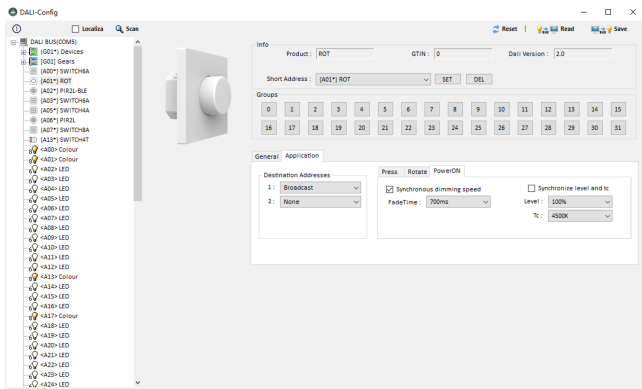 DALI-Config
Localiza Scan Reset | Read Save
DALI BUS(COM5)
{G01*} Devices
[G01] Gears
{A00*} SWITCH6A
{A01*} ROT
{A02*} PIR2L-BLE
{A03*} SWITCH6A
{A05*} SWITCH4A
{A06*} PIR2L
{A07*} SWITCH8A
{A13*} SWITCH4T
<A00> Colour
<A01> Colour
<A02> LED
<A03> LED
<A04> LED
<A05> LED
<A06> LED
<A07> LED
<A08> LED
<A09> LED
<A10> LED
<A11> LED
<A12> LED
<A13> Colour
<A14> LED
<A15> LED
<A16> LED
<A17> Colour
<A18> LED
<A19> LED
<A20> LED
<A21> LED
<A22> LED
<A23> LED
<A24> LED
Info
Product: ROT GTIN: 0 Dali Version: 2.0
Short Address: {A01*} ROT SET DEL
Groups
0 1 2 3 4 5 6 7 8 9 10 11 12 13 14 15
16 17 18 19 20 21 22 23 24 25 26 27 28 29 30 31
General Application
Destination Addresses
1: Broadcast
2: None
Press Rotate PowerON
Synchronous dimming speed Synchronize level and tc
FadeTime: 700ms Level: 100%
Tc: 4500K